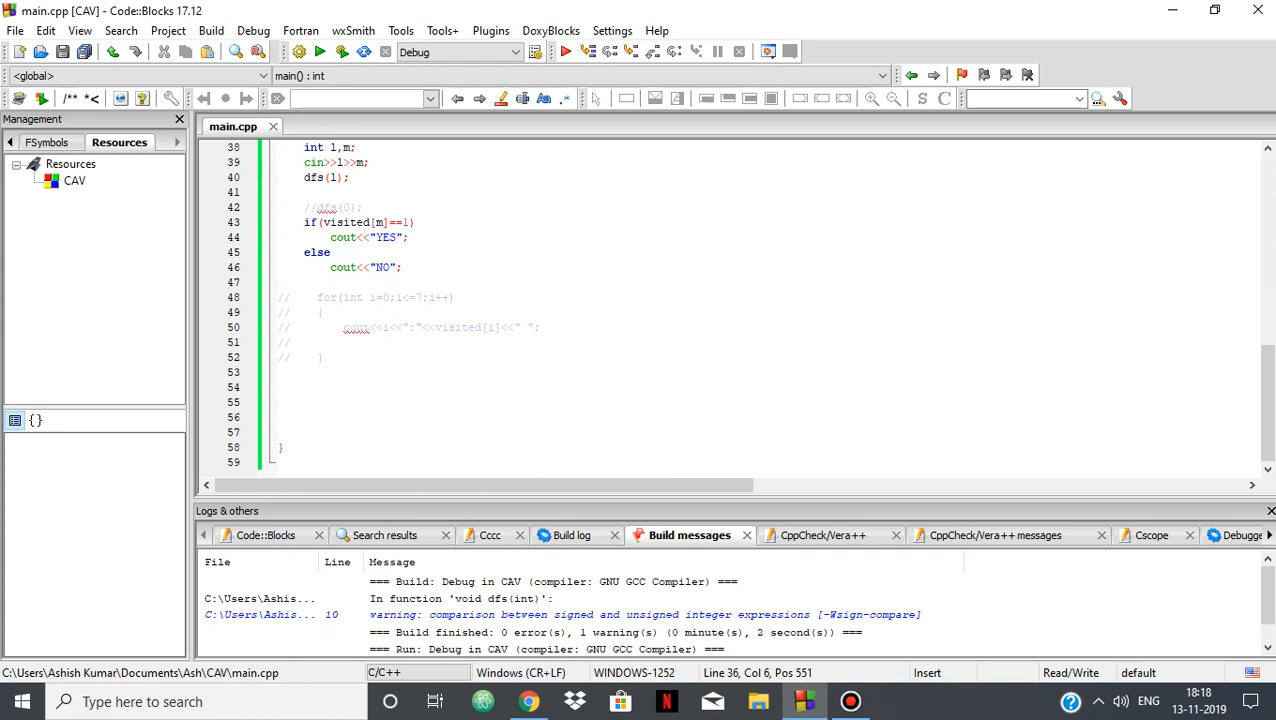 main.cpp [CAV] - Code::Blocks 17.12
File Edit View Search Project Build Debug Fortran wxSmith Tools Tools+ Plugins DoxyBlocks Settings Help
Debug
<global> main() : int
/** *<
Management
main.cpp
FSymbols Resources
Resources
CAV
{}
38 int l,m;
39 cin>>l>>m;
40 dfs(l);
41
42 //dfs(0);
43 if(visited[m]==1)
44 cout<<"YES";
45 else
46 cout<<"NO";
47
48 // for(int i=0;i<=7;i++)
49 // {
50 // cout<<i<<":"<<visited[i]<<" ";
51 //
52 // }
53
54
55
56
57
58 }
59
Logs & others
Code::Blocks Search results Cccc Build log Build messages CppCheck/Vera++ CppCheck/Vera++ messages Cscope Debugge
File Line Message
=== Build: Debug in CAV (compiler: GNU GCC Compiler) ===
C:\Users\Ashis... In function 'void dfs(int)':
C:\Users\Ashis... 10 warning: comparison between signed and unsigned integer expressions [-Wsign-compare]
=== Build finished: 0 error(s), 1 warning(s) (0 minute(s), 2 second(s)) ===
=== Run: Debug in CAV (compiler: GNU GCC Compiler) ===
C:\Users\Ashish Kumar\Documents\Ash\CAV\main.cpp C/C++ Windows (CR+LF) WINDOWS-1252 Line 36, Col 6, Pos 551 Insert Read/Write default
Type here to search
ENG
18:18
13-11-2019